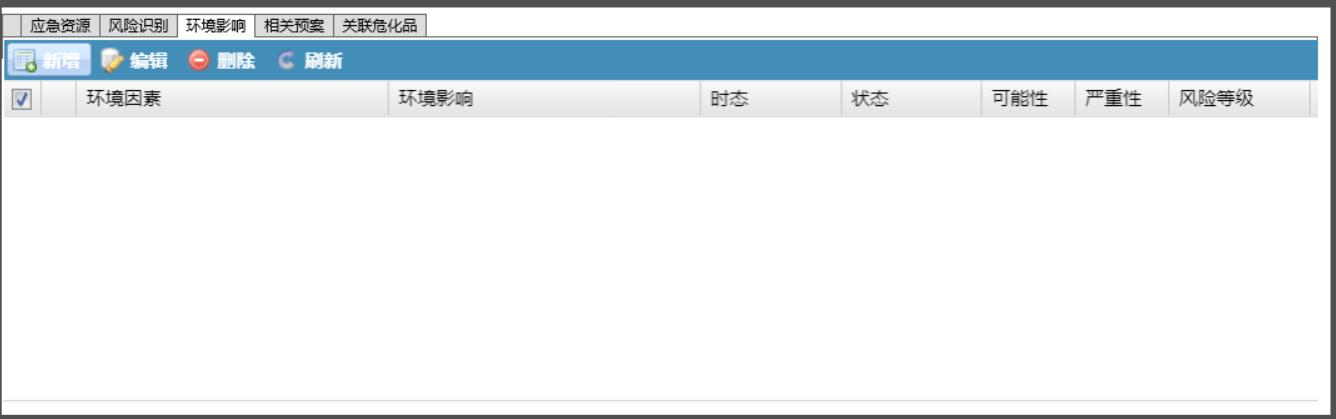 应急资源 风险识别 环境影响 相关预案 关联危化品
新增 编辑 删除 刷新
环境因素 环境影响 时态 状态 可能性 严重性 风险等级